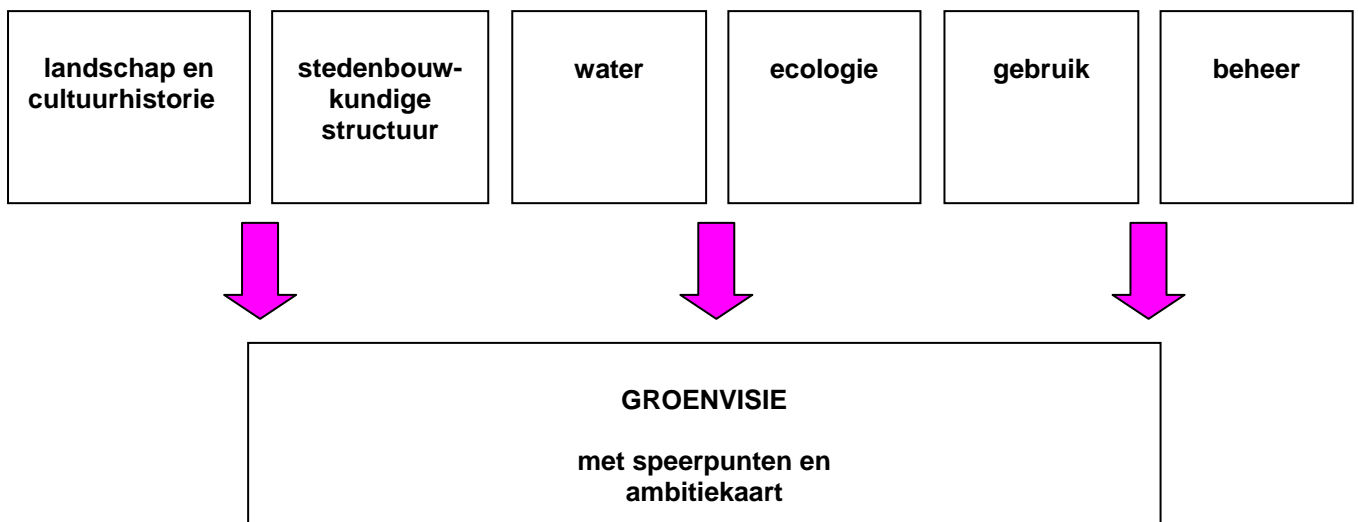 landschap en
cultuurhistorie
stedenbouw-
kundige
structuur
water
ecologie
gebruik
beheer
GROENVISIE
met speerpunten en
ambitiekaart